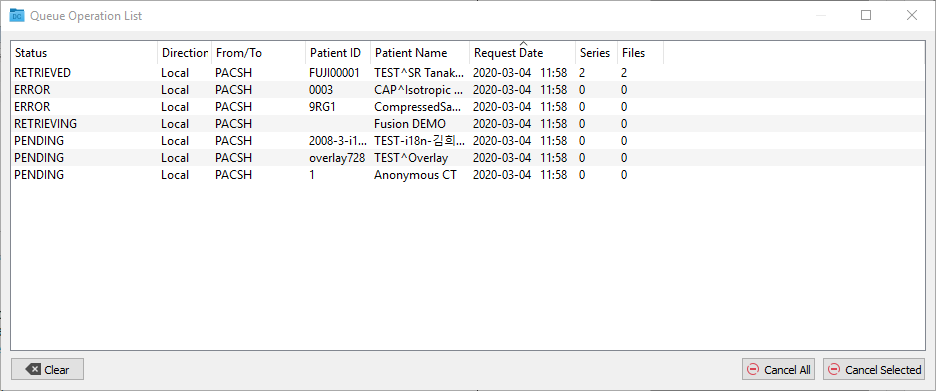 Queue Operation List
Status Direction From/To Patient ID Patient Name Request Date Series Files
RETRIEVED Local PACSH FUJI00001 TEST^SR Tanak... 2020-03-04 11:58 2 2
ERROR Local PACSH 0003 CAP^Isotropic ... 2020-03-04 11:58 0 0
ERROR Local PACSH 9RG1 CompressedSa... 2020-03-04 11:58 0 0
RETRIEVING Local PACSH Fusion DEMO 2020-03-04 11:58 0 0
PENDING Local PACSH 2008-3-i1... TEST-i18n-김희... 2020-03-04 11:58 0 0
PENDING Local PACSH overlay728 TEST^Overlay 2020-03-04 11:58 0 0
PENDING Local PACSH 1 Anonymous CT 2020-03-04 11:58 0 0
Clear Cancel All Cancel Selected